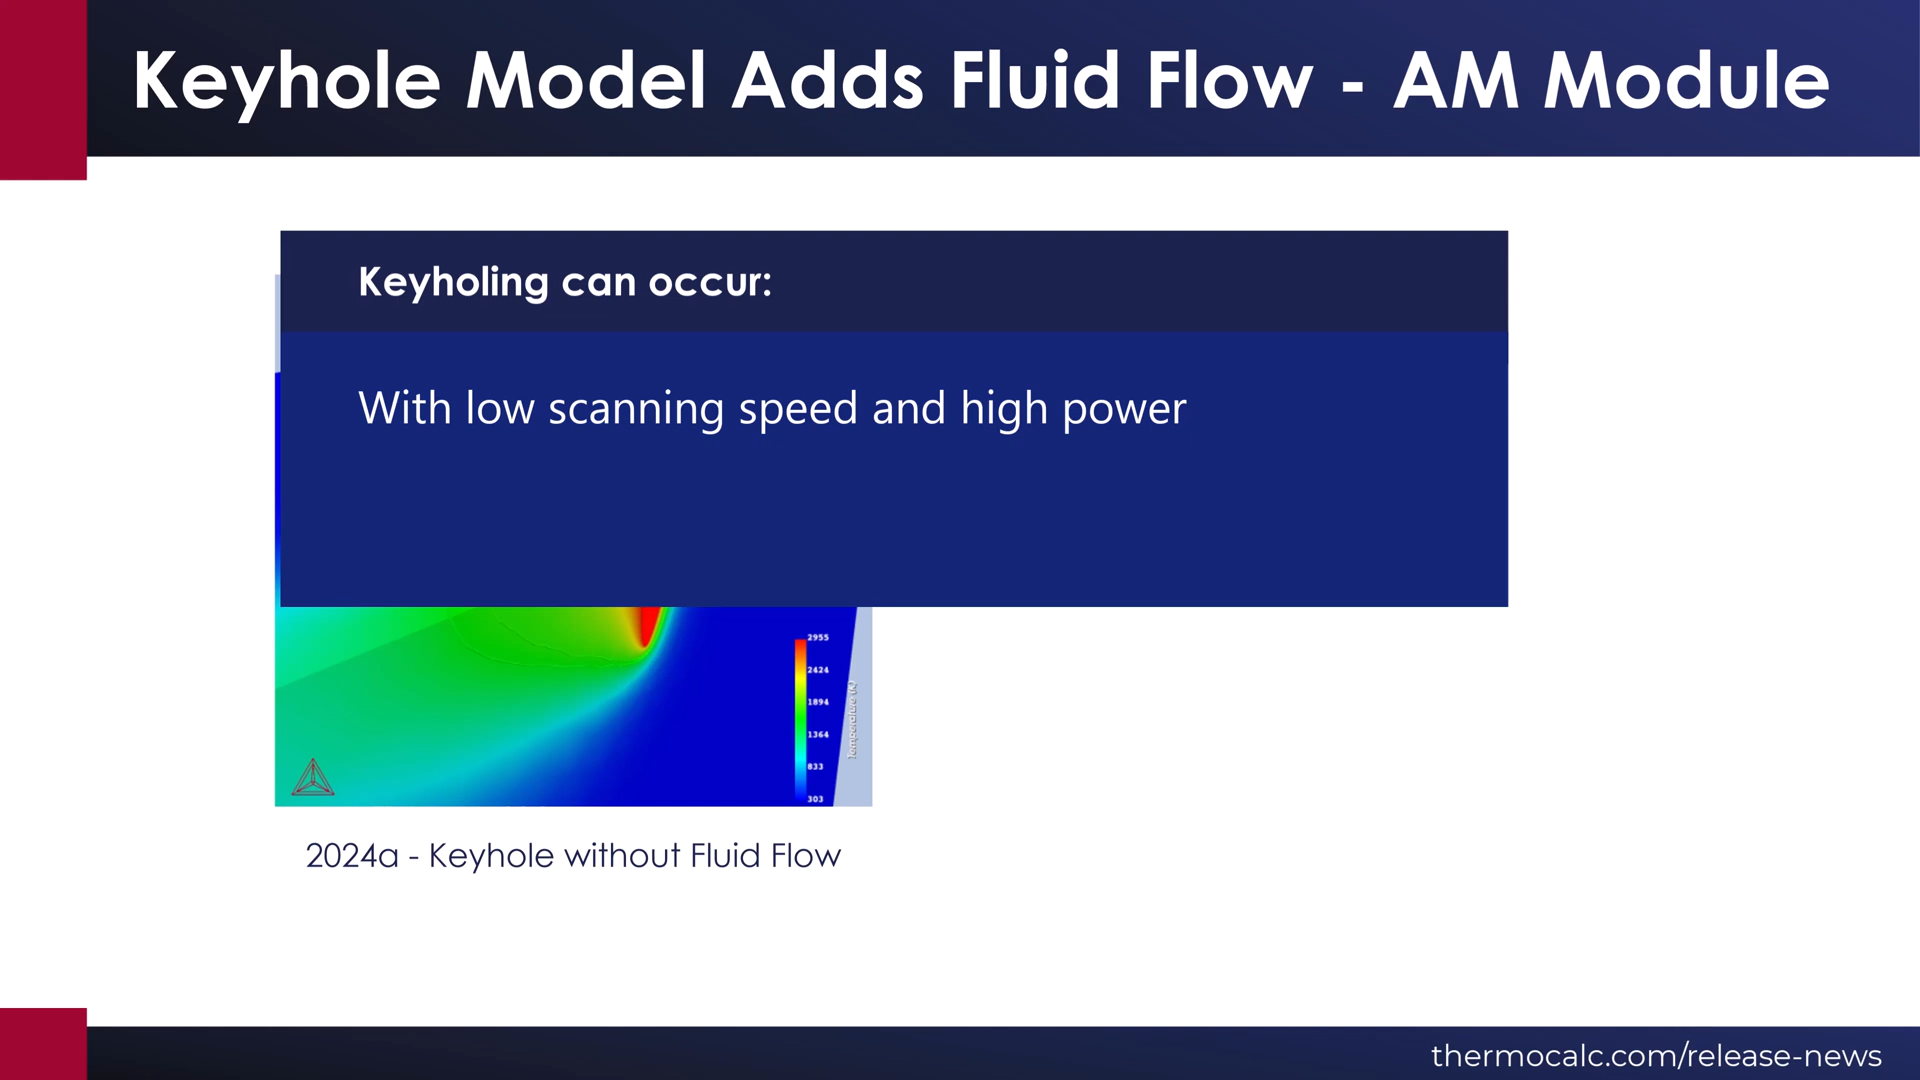 Keyhole Model Adds Fluid Flow - AM Module
Keyholing can occur:
With low scanning speed and high power
2955
2424
1894
1364
833
303
Temperature (K)
2024a - Keyhole without Fluid Flow
thermocalc.com/release-news